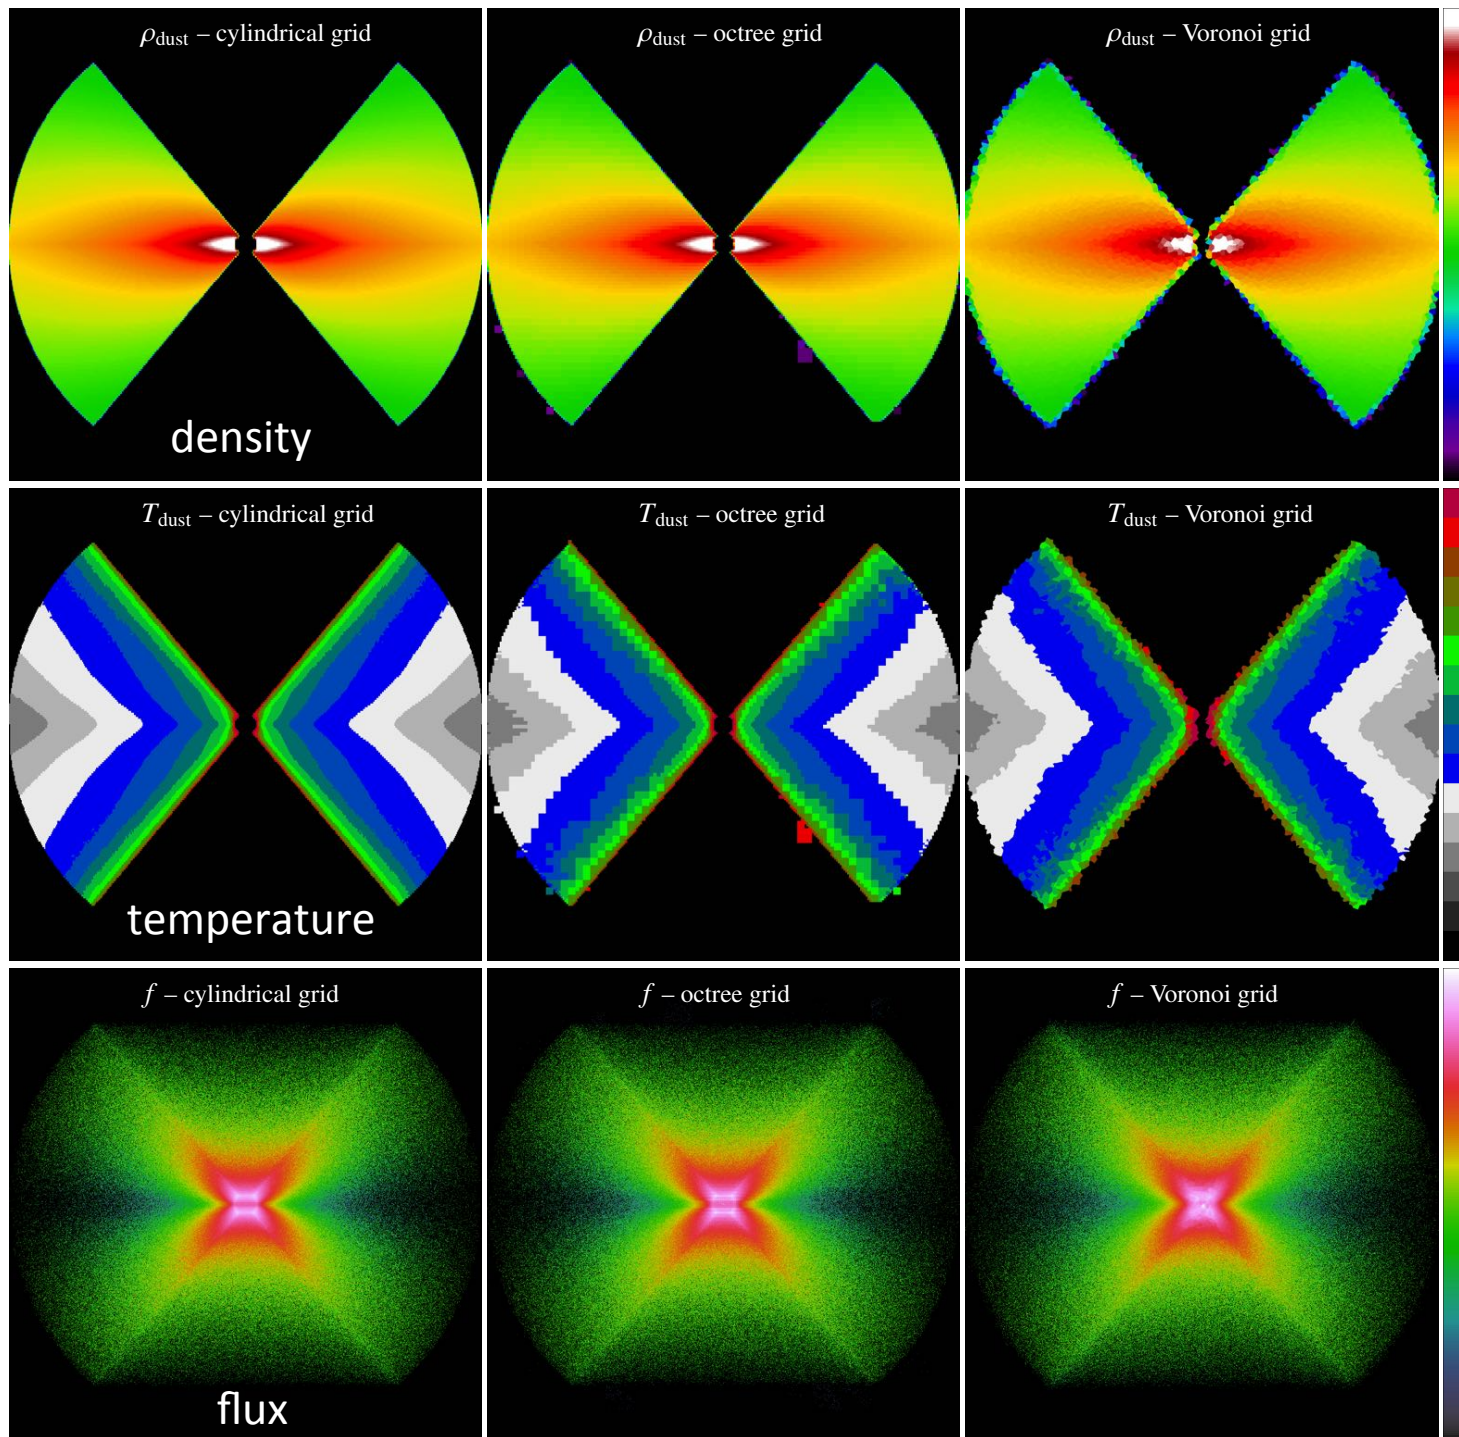 ρdust – cylindrical grid
ρdust – octree grid
ρdust – Voronoi grid
density
Tdust – cylindrical grid
Tdust – octree grid
Tdust – Voronoi grid
temperature
f – cylindrical grid
f – octree grid
f – Voronoi grid
flux